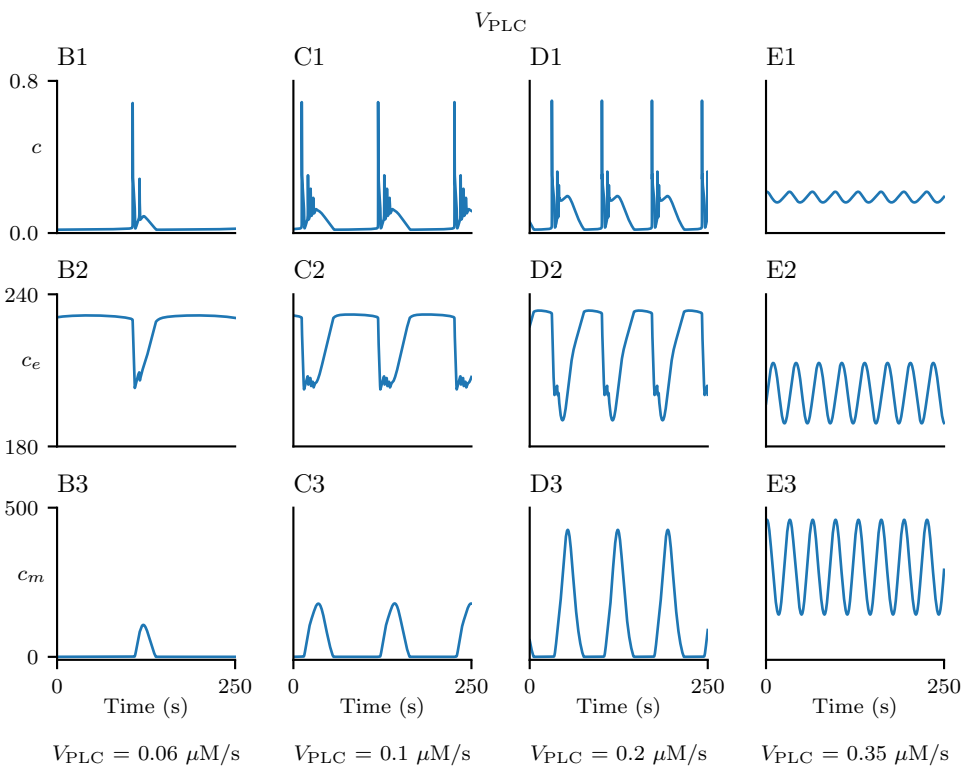 V_PLC
B1 C1 D1 E1
0.8
c
0.0
B2 C2 D2 E2
240
c_e
180
B3 C3 D3 E3
500
c_m
0
0 250 0 250 0 250 0 250
Time (s) Time (s) Time (s) Time (s)
V_PLC = 0.06 μM/s V_PLC = 0.1 μM/s V_PLC = 0.2 μM/s V_PLC = 0.35 μM/s